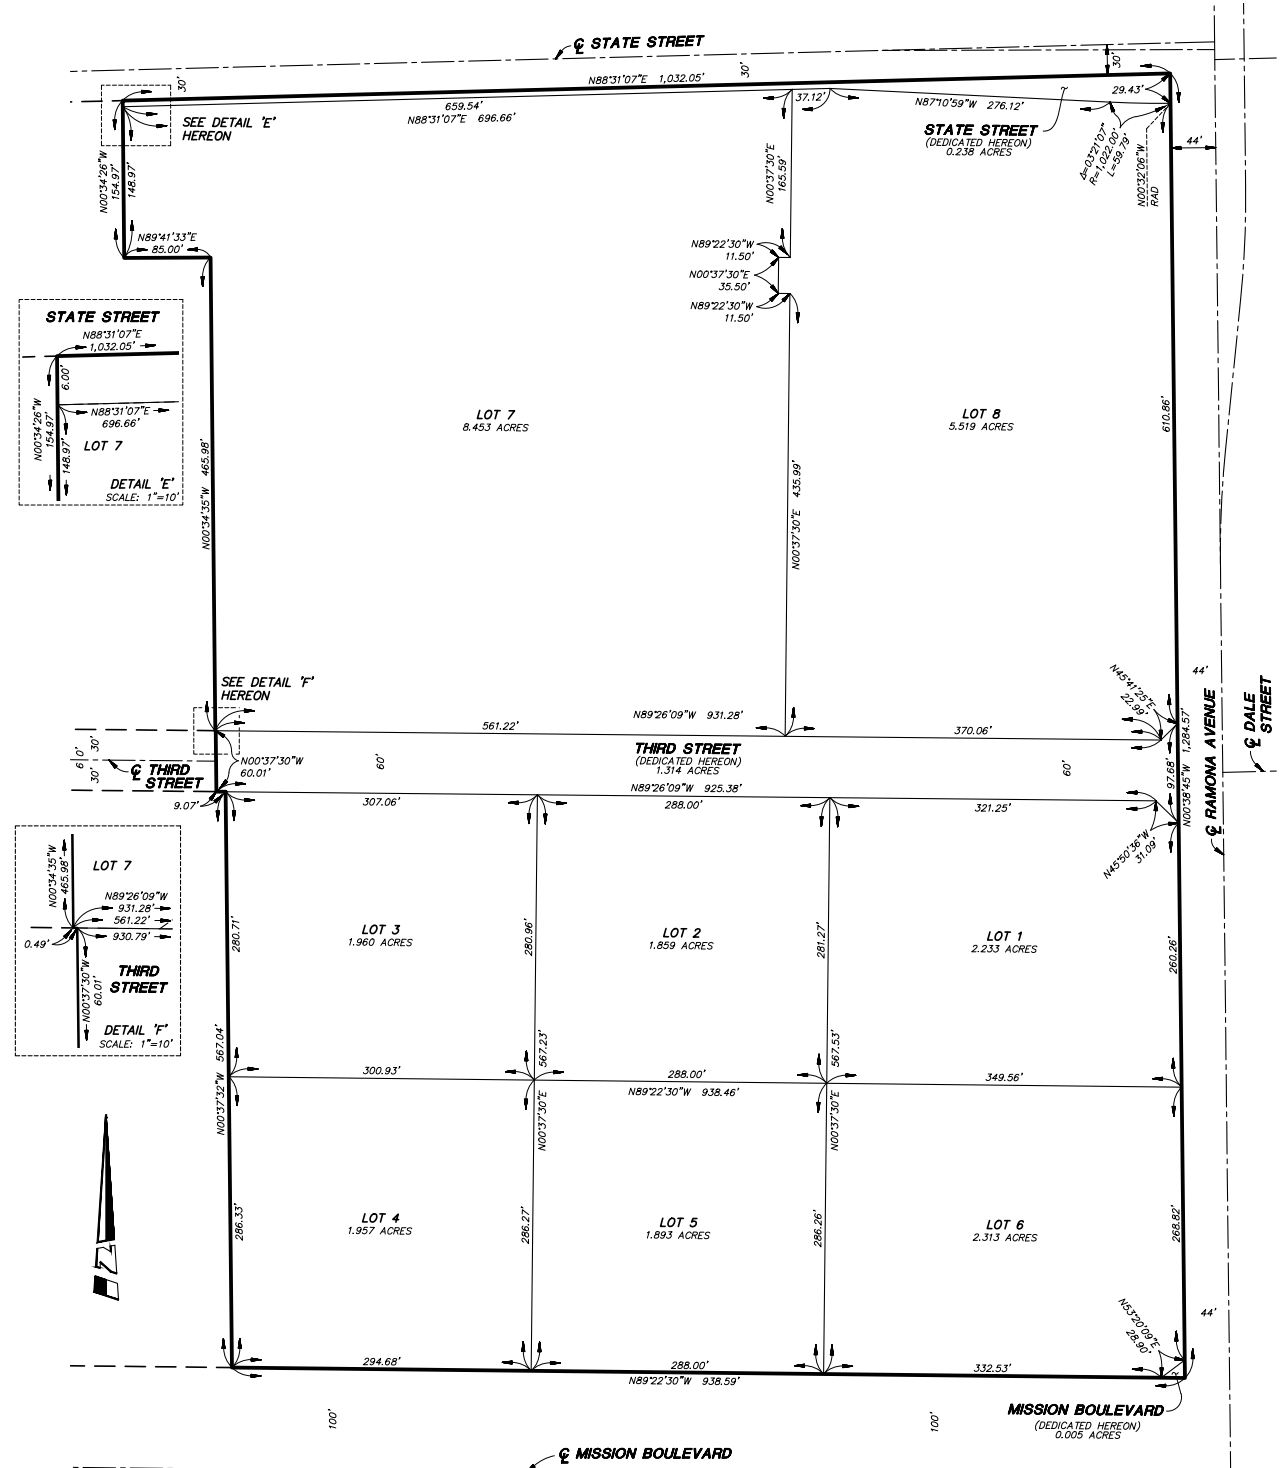 ℄ STATE STREET
30'
30'
30'
N88°31'07"E 1,032.05'
659.54'
N88°31'07"E 696.66'
37.12'
N87°10'59"W 276.12'
29.43'
SEE DETAIL 'E'
HEREON
STATE STREET
(DEDICATED HEREON)
0.238 ACRES
Δ=03°21'07"
R=1,022.00'
L=59.79'
N00°32'06"W
RAD
44'
N00°34'26"W
154.97'
148.97'
N00°37'30"E
165.59'
N89°41'33"E
85.00'
N89°22'30"W
11.50'
N00°37'30"E
35.50'
N89°22'30"W
11.50'
STATE STREET
N88°31'07"E
1,032.05'
6.00'
N88°31'07"E
696.66'
N00°34'26"W
154.97'
148.97'
LOT 7
DETAIL 'E'
SCALE: 1"=10'
LOT 7
8.453 ACRES
LOT 8
5.519 ACRES
610.86'
N00°34'35"W 465.98'
N00°37'30"E 435.99'
SEE DETAIL 'F'
HEREON
N45°41'25"E
22.99'
44'
℄ DALE
STREET
561.22'
N89°26'09"W 931.28'
370.06'
THIRD STREET
(DEDICATED HEREON)
1.314 ACRES
60'
30'
30'
℄ THIRD
STREET
N00°37'30"W
60.01'
60'
60'
97.68'
N00°38'45"W 1,284.57'
℄ RAMONA AVENUE
N89°26'09"W 925.38'
9.07'
307.06'
288.00'
321.25'
N45°50'36"W
31.09'
LOT 7
N00°34'35"W
465.98'
N89°26'09"W
931.28'
561.22'
930.79'
0.49'
THIRD
STREET
N00°37'30"W
60.01'
DETAIL 'F'
SCALE: 1"=10'
280.71'
LOT 3
1.960 ACRES
280.96'
LOT 2
1.859 ACRES
281.27'
LOT 1
2.233 ACRES
260.26'
N00°37'32"W 567.04'
567.23'
N00°37'30"E
567.53'
N00°37'30"E
300.93'
288.00'
N89°22'30"W 938.46'
349.56'
286.33'
LOT 4
1.957 ACRES
286.27'
LOT 5
1.893 ACRES
286.26'
LOT 6
2.313 ACRES
268.82'
N53°20'09"E
28.90'
44'
294.68'
288.00'
N89°22'30"W 938.59'
332.53'
100'
100'
MISSION BOULEVARD
(DEDICATED HEREON)
0.005 ACRES
℄ MISSION BOULEVARD
Z